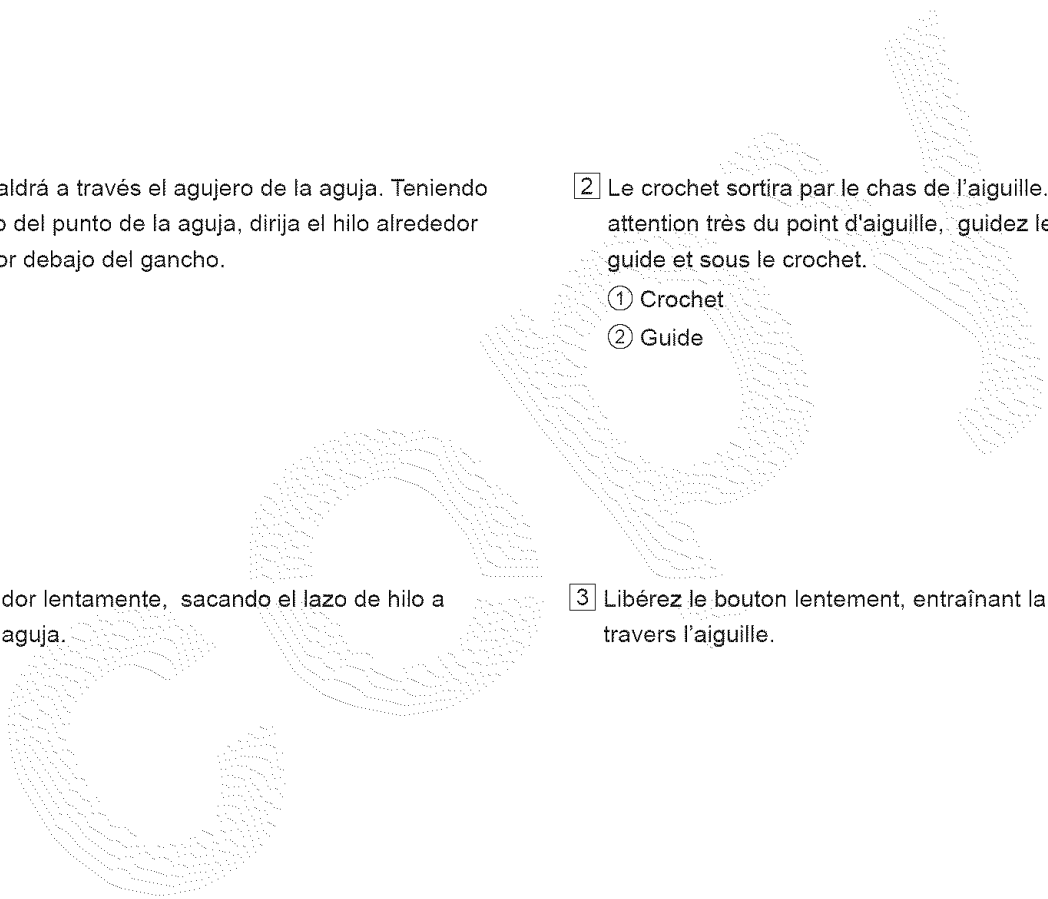 aldrá a través el agujero de la aguja. Teniendo
del punto de la aguja, dirija el hilo alrededor
or debajo del gancho.
2 Le crochet sortira par le chas de l'aiguille.
attention très du point d'aiguille, guidez le
guide et sous le crochet.
1 Crochet
2 Guide
dor lentamente, sacando el lazo de hilo a
aguja.
3 Libérez le bouton lentement, entraînant la
travers l'aiguille.
copy